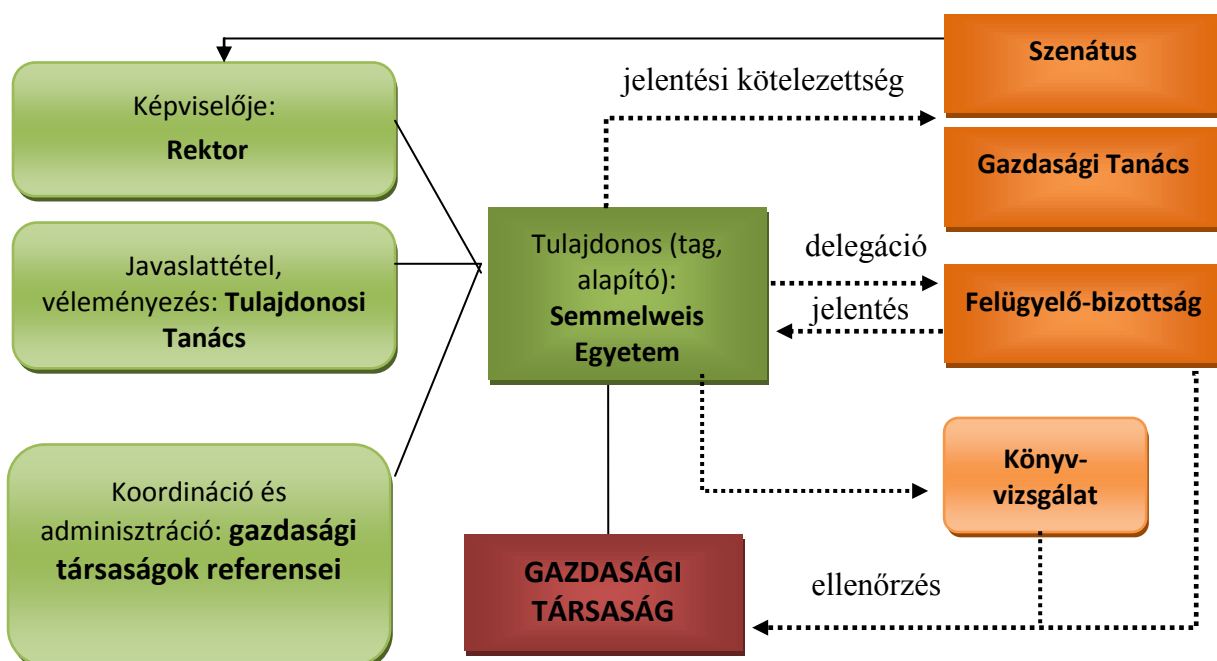 Képviselője:
Rektor
Javaslattétel,
véleményezés: Tulajdonosi
Tanács
Koordináció és
adminisztráció: gazdasági
társaságok referensei
jelentési kötelezettség
Tulajdonos (tag,
alapító):
Semmelweis
Egyetem
delegáció
jelentés
GAZDASÁGI
TÁRSASÁG
ellenőrzés
Szenátus
Gazdasági Tanács
Felügyelő-bizottság
Könyv-
vizsgálat